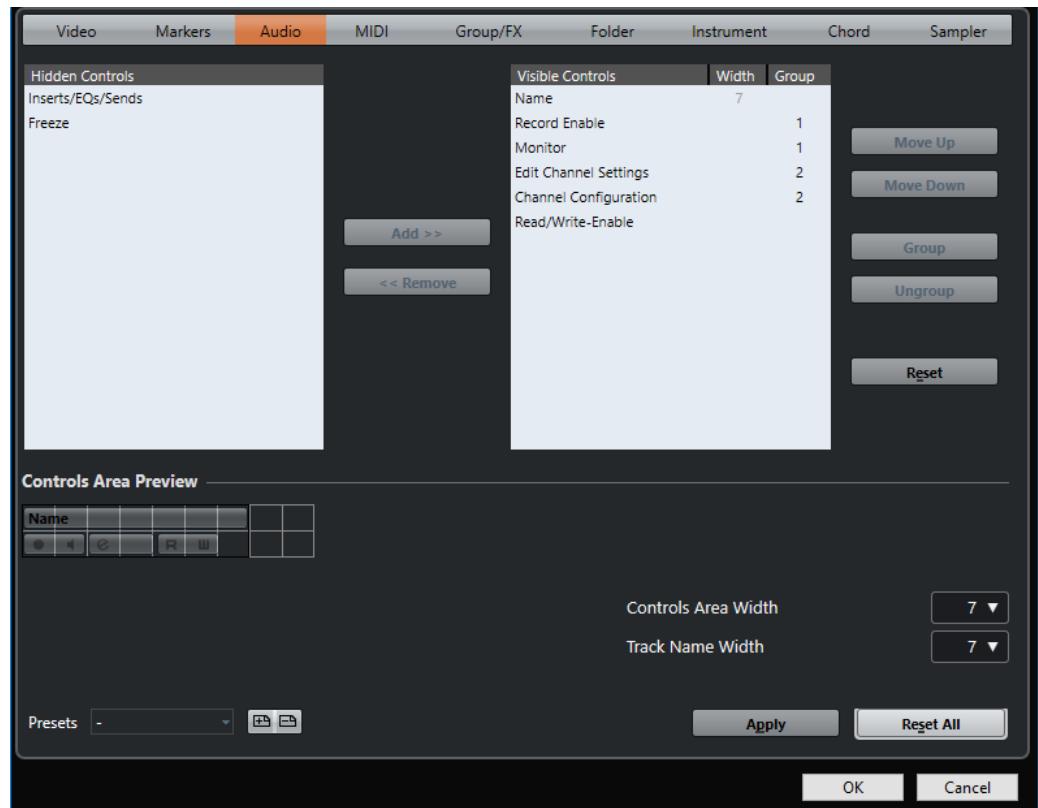 Video Markers Audio MIDI Group/FX Folder Instrument Chord Sampler
Hidden Controls
Inserts/EQs/Sends
Freeze
Add >>
<< Remove
Visible Controls Width Group
Name 7
Record Enable 1
Monitor 1
Edit Channel Settings 2
Channel Configuration 2
Read/Write-Enable
Move Up
Move Down
Group
Ungroup
Reset
Controls Area Preview
Name
e R W
Controls Area Width 7
Track Name Width 7
Presets -
Apply Reset All
OK Cancel